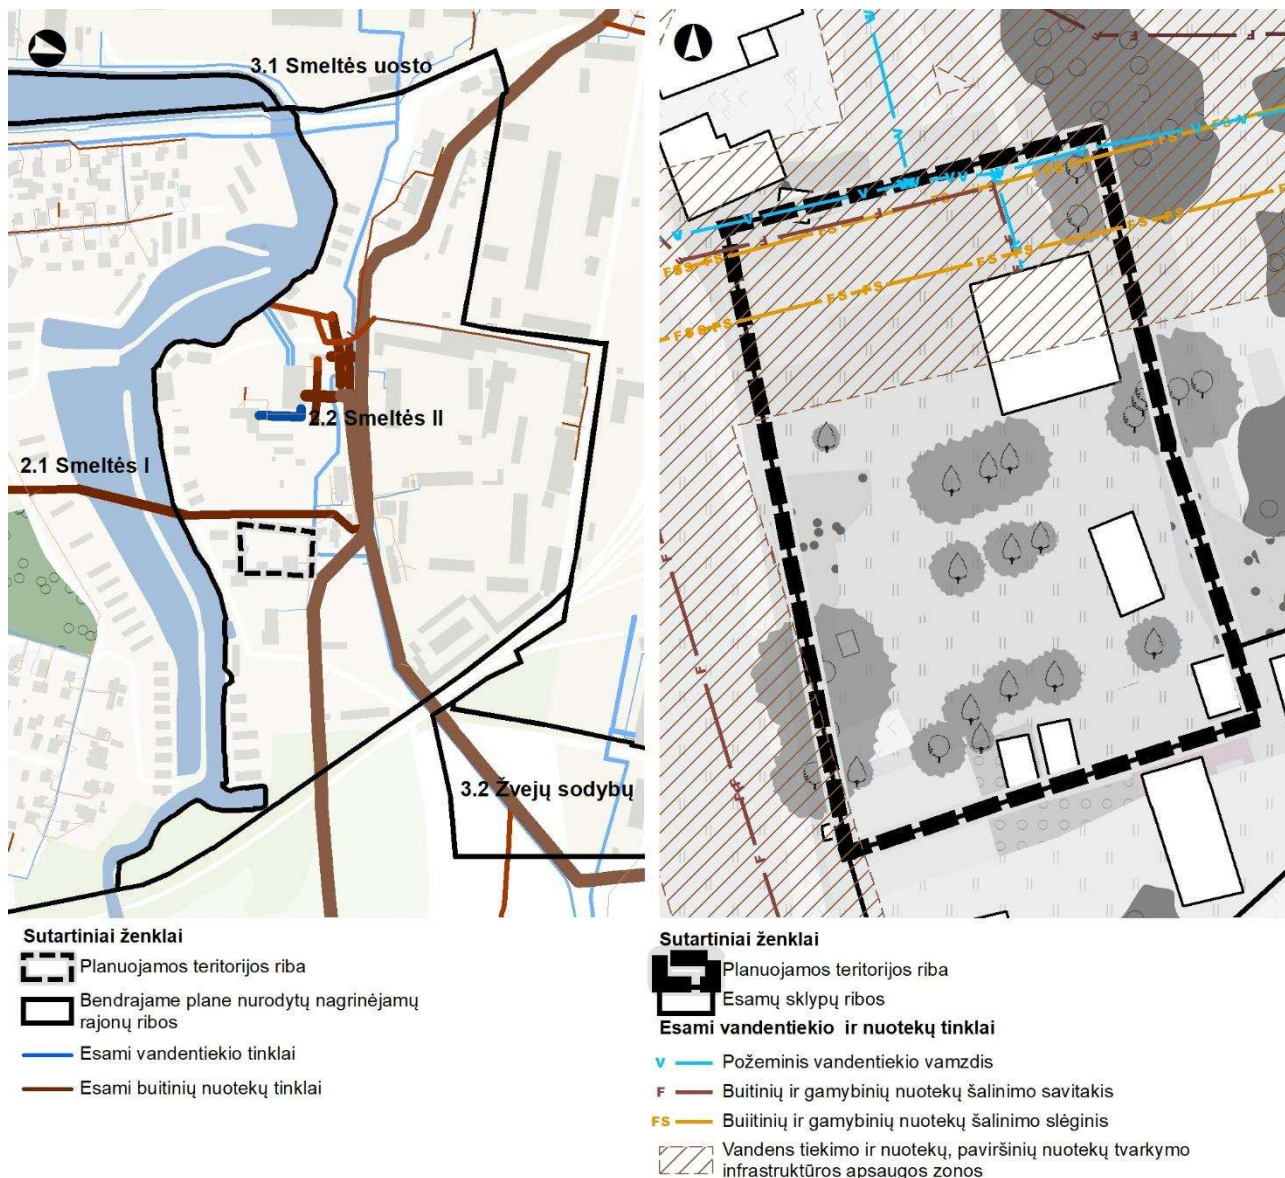 3.1 Smeltės uosto
2.2 Smeltės II
2.1 Smeltės I
3.2 Žvejų sodybų
Sutartiniai ženklai
Planuojamos teritorijos riba
Bendrajame plane nurodytų nagrinėjamų
rajonų ribos
Esami vandentiekio tinklai
Esami buitinių nuotekų tinklai
Sutartiniai ženklai
Planuojamos teritorijos riba
Esamų sklypų ribos
Esami vandentiekio ir nuotekų tinklai
V Požeminis vandentiekio vamzdis
F Buitinių ir gamybinių nuotekų šalinimo savitakis
FS Buiitinių ir gamybinių nuotekų šalinimo slėginis
Vandens tiekimo ir nuotekų, paviršinių nuotekų tvarkymo
infrastruktūros apsaugos zonos